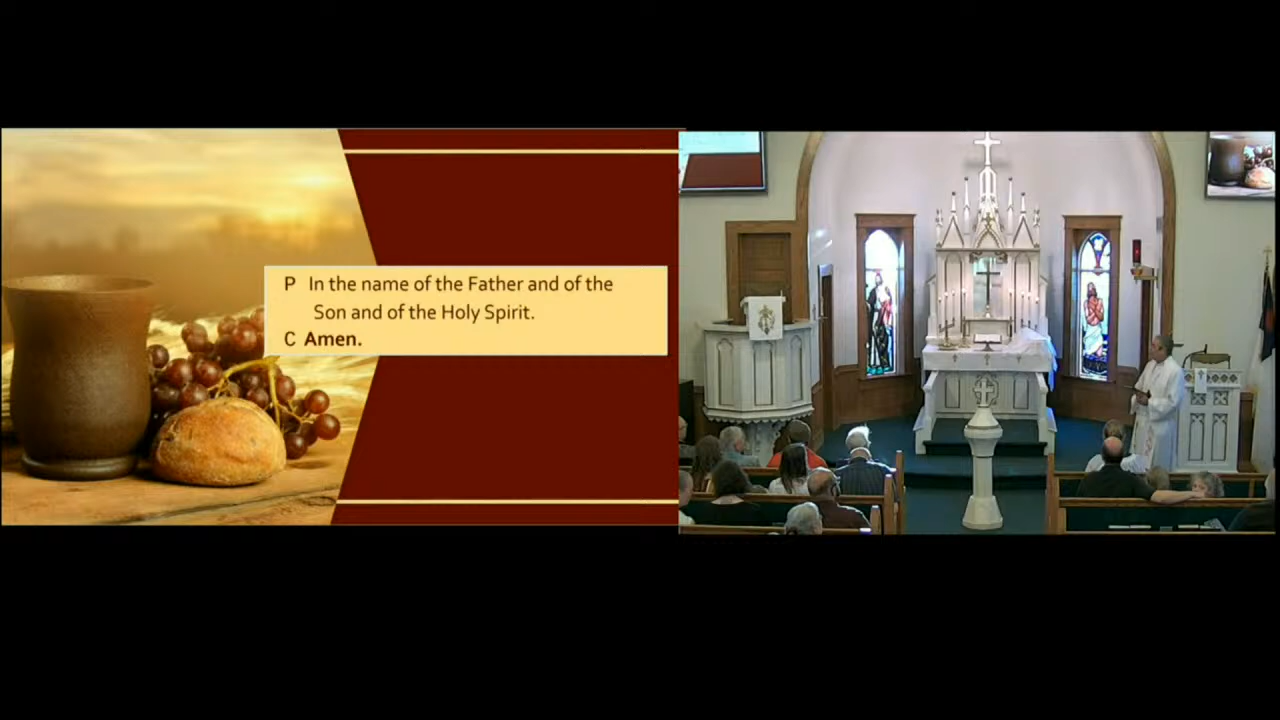 P In the name of the Father and of the
Son and of the Holy Spirit.
C Amen.